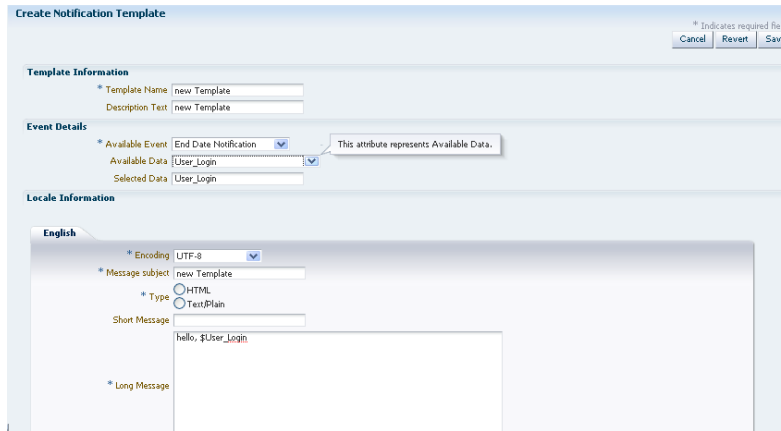 Create Notification Template
* Indicates required fie
Cancel Revert Sav
Template Information
* Template Name new Template
Description Text new Template
Event Details
* Available Event End Date Notification
This attribute represents Available Data.
Available Data User_Login
Selected Data User_Login
Locale Information
English
* Encoding UTF-8
* Message subject new Template
* Type HTML
Text/Plain
Short Message
hello, $User_Login
* Long Message